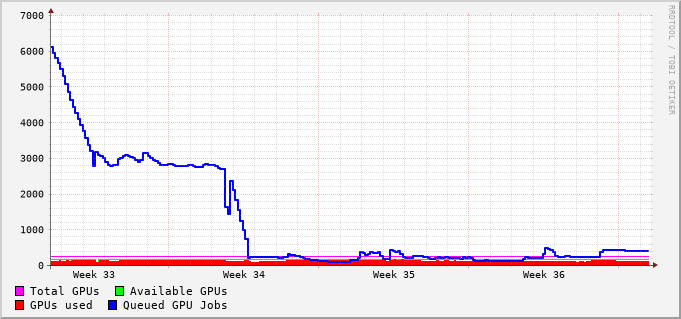 RRDTOOL / TOBI OETIKER
7000
6000
5000
4000
3000
2000
1000
0
Week 33 Week 34 Week 35 Week 36
Total GPUs Available GPUs
GPUs used Queued GPU Jobs